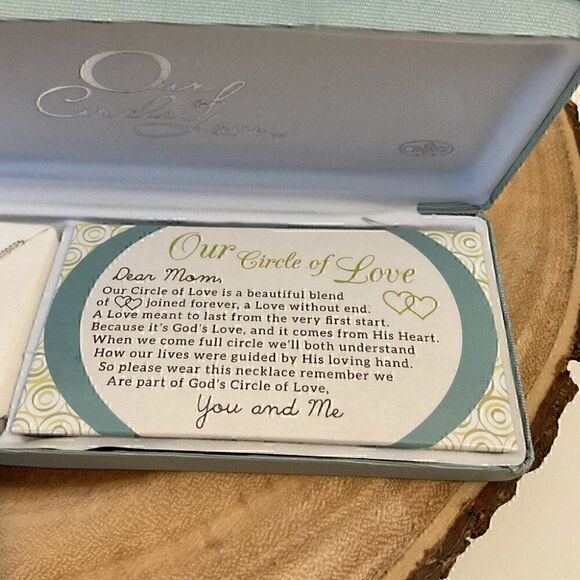 Our
of
Circle Love
Our Circle of Love
Dear Mom,
Our Circle of Love is a beautiful blend
of joined forever, a Love without end.
A Love meant to last from the very first start.
Because it's God's Love, and it comes from His Heart.
When we come full circle we'll both understand
How our lives were guided by His loving hand.
So please wear this necklace remember we
Are part of God's Circle of Love,
You and Me